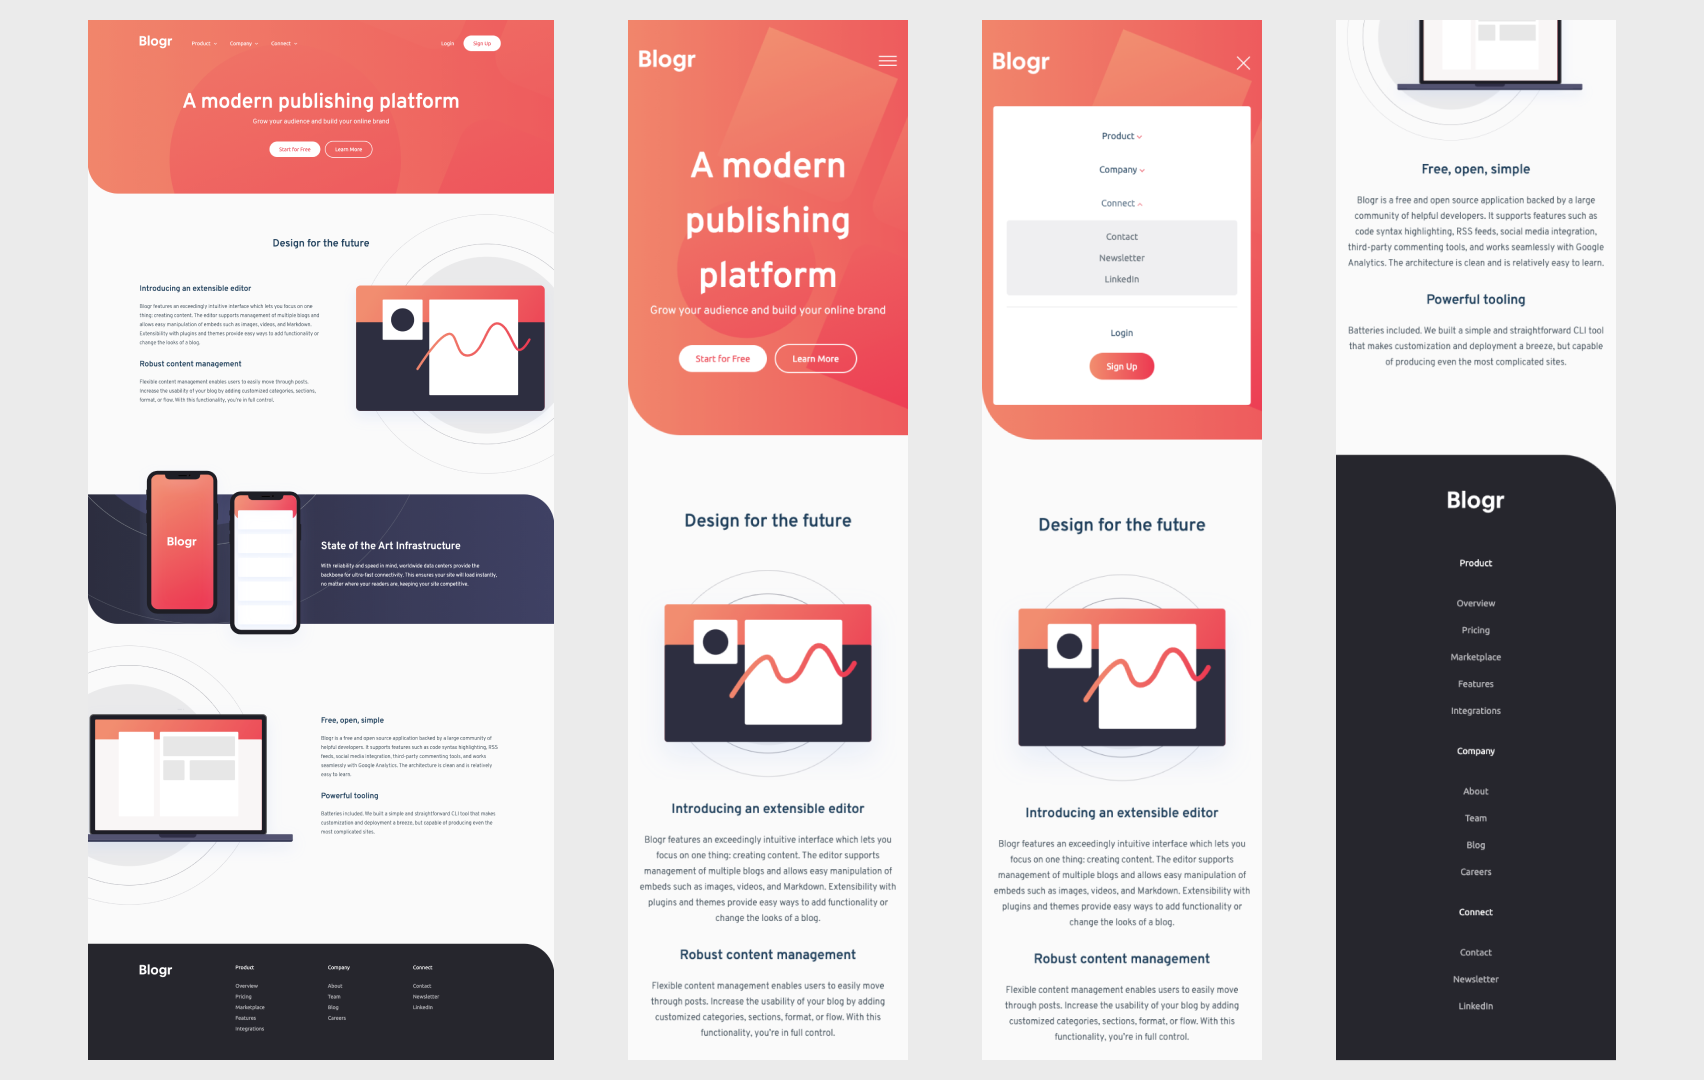 Blogr
Product
Company
Connect
Login
Sign Up
A modern publishing platform
Grow your audience and build your online brand
Start for Free
Learn More
Design for the future
Introducing an extensible editor
Blogr features an exceedingly intuitive interface which lets you focus on one
thing: creating content. The editor supports management of multiple blogs and
allows easy manipulation of embeds such as images, videos, and Markdown.
Extensibility with plugins and themes provide easy ways to add functionality or
change the looks of a blog.
Robust content management
Flexible content management enables users to easily move through posts.
Increase the usability of your blog by adding customized categories, sections,
format, or flow. With this functionality, you're in full control.
Blogr
State of the Art Infrastructure
With reliability and speed in mind, worldwide data centers provide the
backbone for ultra-fast connectivity. This ensures your site will load instantly,
no matter where your readers are, keeping your site competitive.
Free, open, simple
Blogr is a free and open source application backed by a large community of
helpful developers. It supports features such as code syntax highlighting, RSS
feeds, social media integration, third-party commenting tools, and works
seamlessly with Google Analytics. The architecture is clean and is relatively
easy to learn.
Powerful tooling
Batteries included. We built a simple and straightforward CLI tool that makes
customization and deployment a breeze, but capable of producing even the
most complicated sites.
Blogr
Product
Overview
Pricing
Marketplace
Features
Integrations
Company
About
Team
Blog
Careers
Connect
Contact
Newsletter
LinkedIn
Blogr
A modern
publishing
platform
Grow your audience and build your online brand
Start for Free
Learn More
Design for the future
Introducing an extensible editor
Blogr features an exceedingly intuitive interface which lets you
focus on one thing: creating content. The editor supports
management of multiple blogs and allows easy manipulation of
embeds such as images, videos, and Markdown. Extensibility with
plugins and themes provide easy ways to add functionality or
change the looks of a blog.
Robust content management
Flexible content management enables users to easily move
through posts. Increase the usability of your blog by adding
customized categories, sections, format, or flow. With this
functionality, you're in full control.
Blogr
Product
Company
Connect
Contact
Newsletter
LinkedIn
Login
Sign Up
Design for the future
Introducing an extensible editor
Blogr features an exceedingly intuitive interface which lets you
focus on one thing: creating content. The editor supports
management of multiple blogs and allows easy manipulation of
embeds such as images, videos, and Markdown. Extensibility with
plugins and themes provide easy ways to add functionality or
change the looks of a blog.
Robust content management
Flexible content management enables users to easily move
through posts. Increase the usability of your blog by adding
customized categories, sections, format, or flow. With this
functionality, you're in full control.
Free, open, simple
Blogr is a free and open source application backed by a large
community of helpful developers. It supports features such as
code syntax highlighting, RSS feeds, social media integration,
third-party commenting tools, and works seamlessly with Google
Analytics. The architecture is clean and is relatively easy to learn.
Powerful tooling
Batteries included. We built a simple and straightforward CLI tool
that makes customization and deployment a breeze, but capable
of producing even the most complicated sites.
Blogr
Product
Overview
Pricing
Marketplace
Features
Integrations
Company
About
Team
Blog
Careers
Connect
Contact
Newsletter
LinkedIn